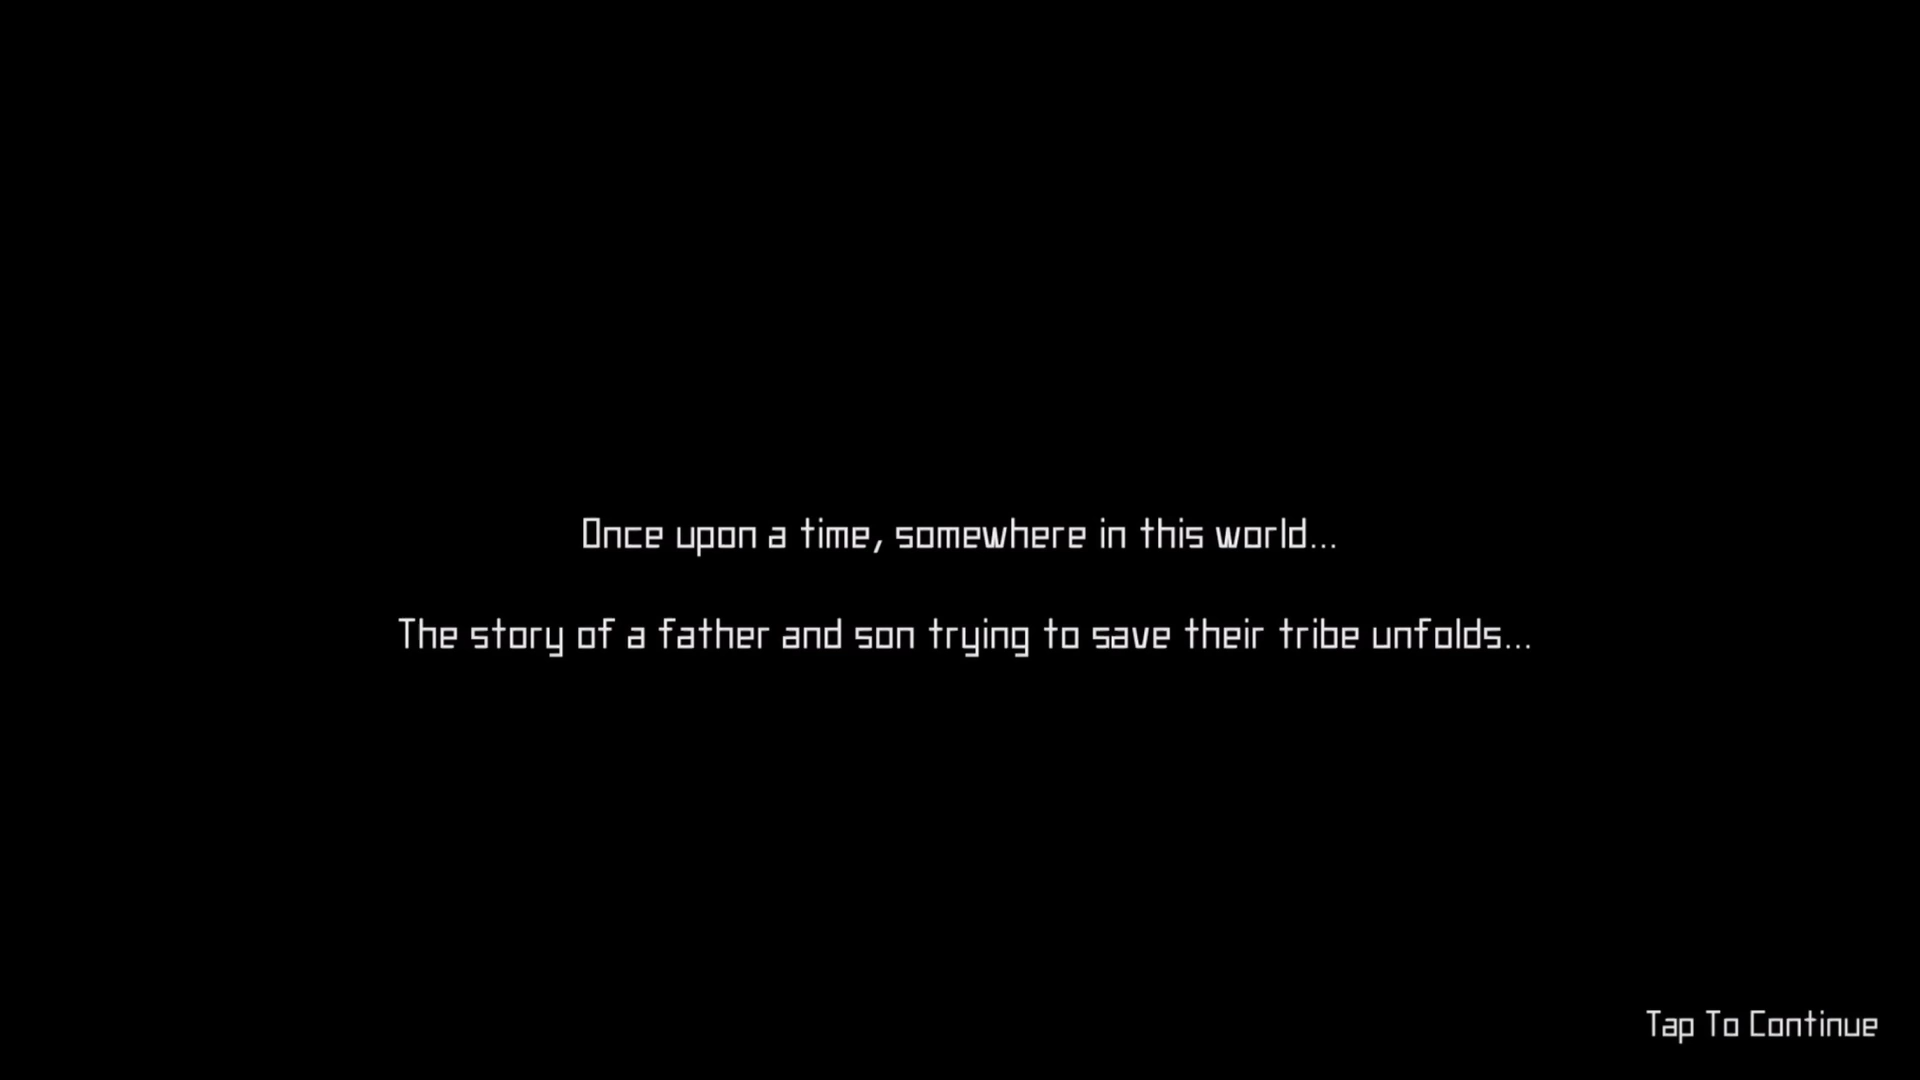 Once upon a time, somewhere in this world...
The story of a father and son trying to save their tribe unfolds...
Tap To Continue